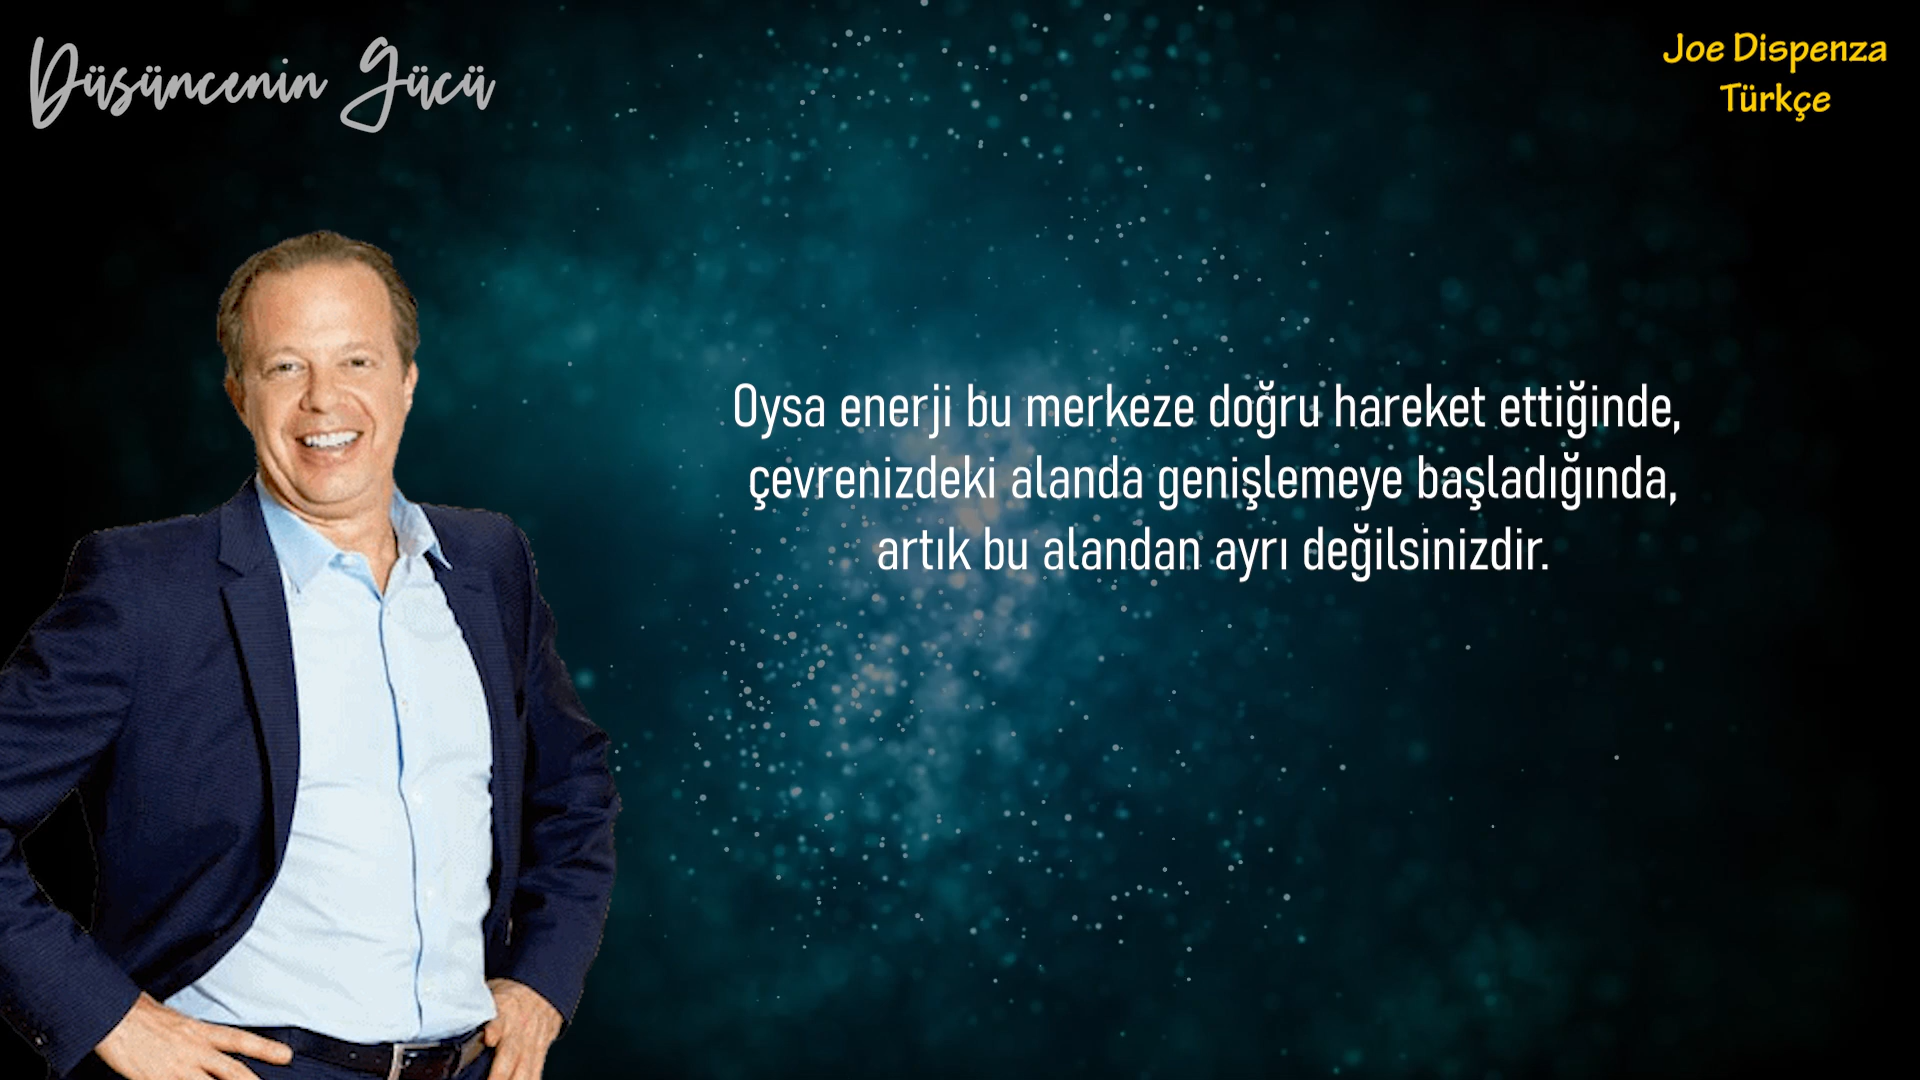 Düsüncenin Gücü
Joe Dispenza
Türkçe
Oysa enerji bu merkeze doğru hareket ettiğinde,
çevrenizdeki alanda genişlemeye başladığında,
artık bu alandan ayrı değilsinizdir.